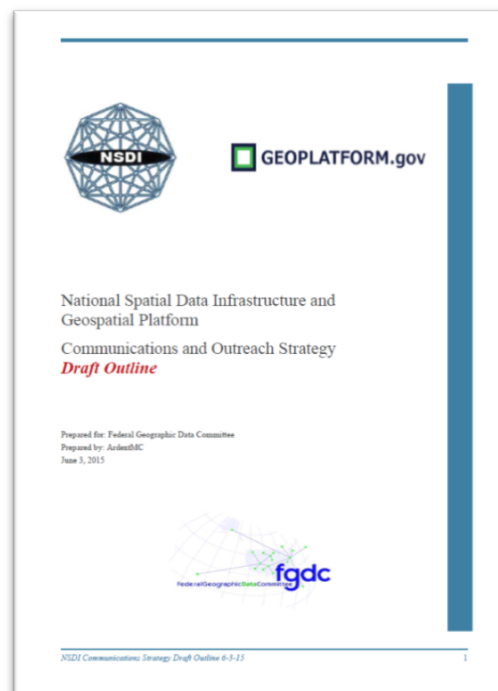 NSDI
GEOPLATFORM.gov
National Spatial Data Infrastructure and
Geospatial Platform
Communications and Outreach Strategy
Draft Outline
Prepared for: Federal Geographic Data Committee
Prepared by: ArdentMC
June 3, 2015
fgdc
FederalGeographicDataCommittee
NSDI Communications Strategy Draft Outline 6-3-15 1